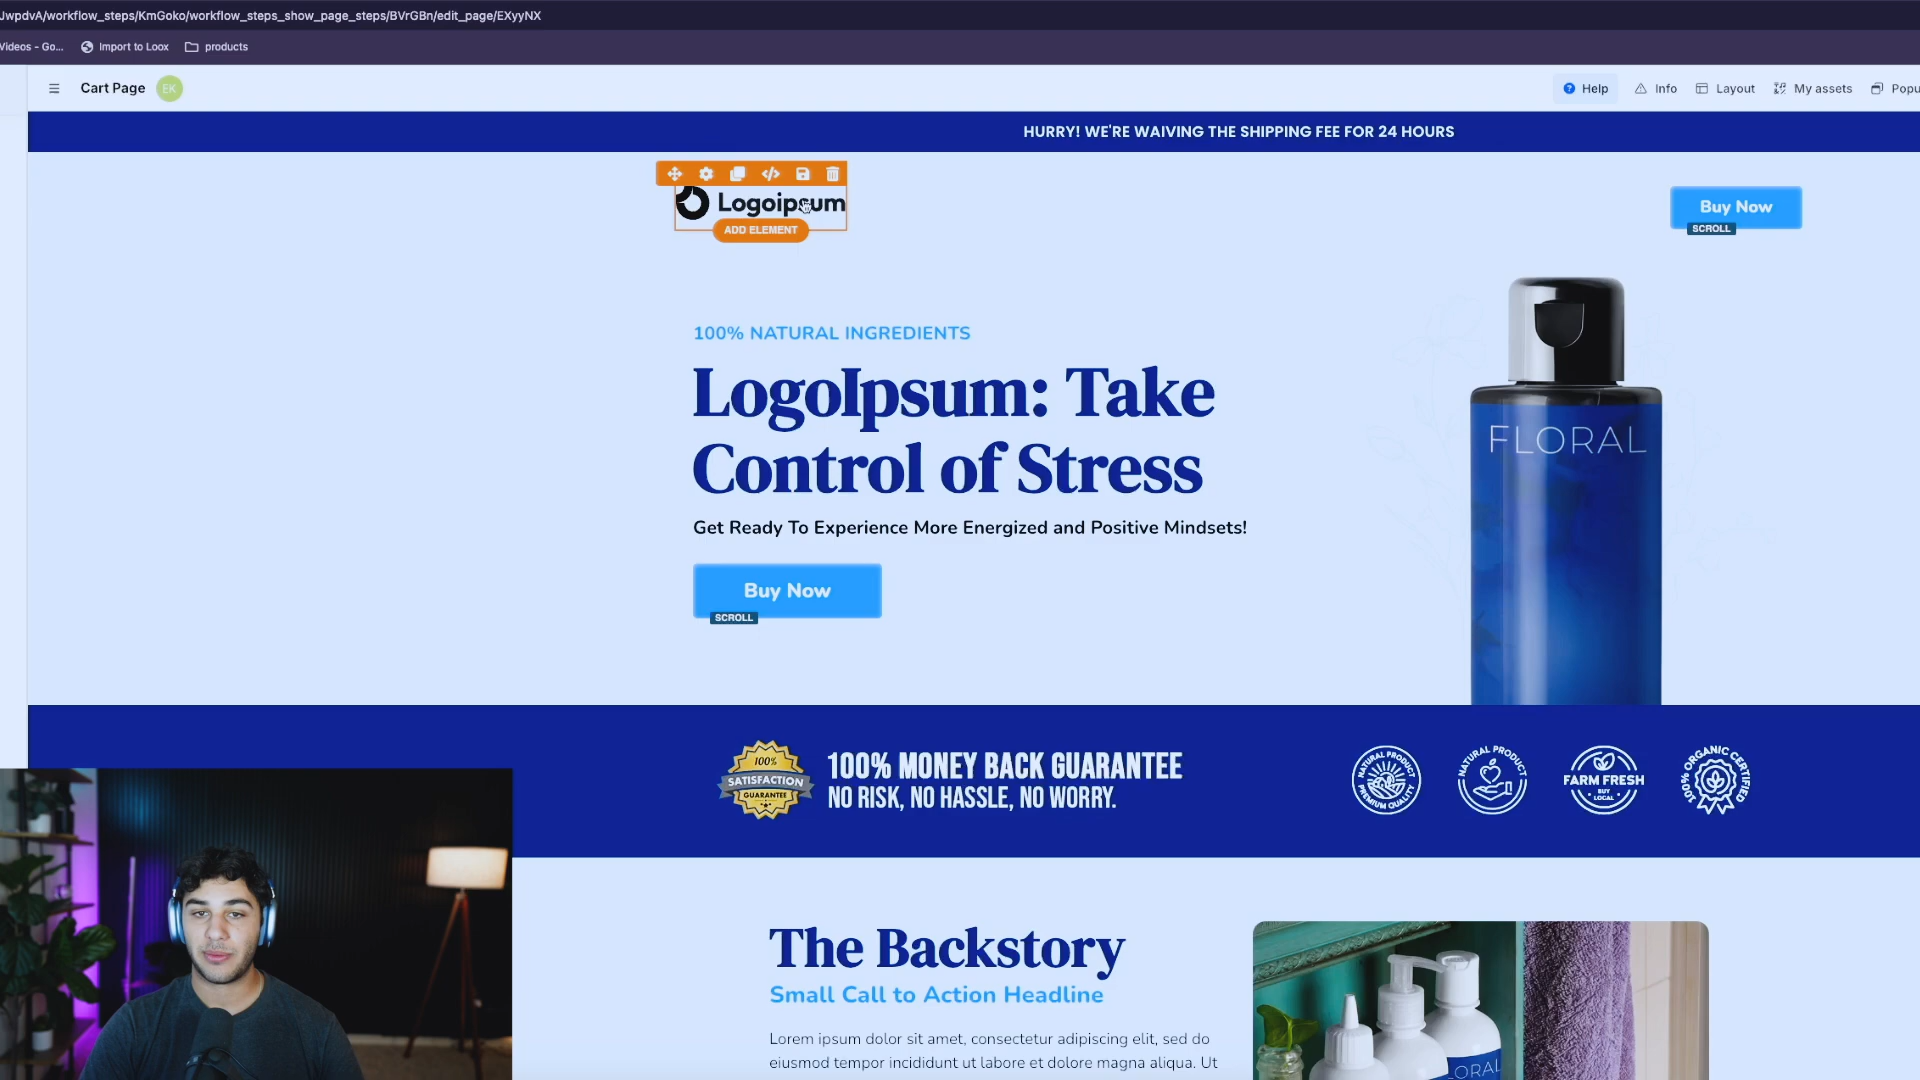 JwpdvA/workflow_steps/KmGoko/workflow_steps_show_page_steps/BVrGBn/edit_page/EXyyNX
Videos - Go...
Import to Loox
products
Cart Page
EK
Help
Info
Layout
My assets
Popu
HURRY! WE'RE WAIVING THE SHIPPING FEE FOR 24 HOURS
Logoipsum
ADD ELEMENT
Buy Now
SCROLL
100% NATURAL INGREDIENTS
LogoIpsum: Take
Control of Stress
Get Ready To Experience More Energized and Positive Mindsets!
Buy Now
SCROLL
FLORAL
100%
SATISFACTION
GUARANTEE
100% MONEY BACK GUARANTEE
NO RISK, NO HASSLE, NO WORRY.
NATURAL PRODUCT
PREMIUM QUALITY
NATURAL PRODUCT
FARM FRESH
BUY
LOCAL
100% ORGANIC CERTIFIED
The Backstory
Small Call to Action Headline
Lorem ipsum dolor sit amet, consectetur adipiscing elit, sed do
eiusmod tempor incididunt ut labore et dolore magna aliqua. Ut
LORAL